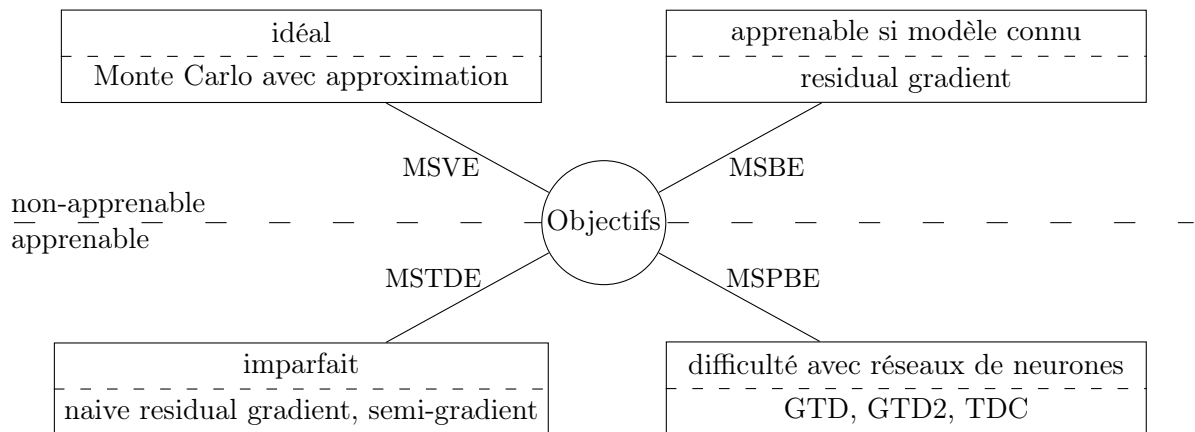 idéal
Monte Carlo avec approximation
apprenable si modèle connu
residual gradient
MSVE
MSBE
non-apprenable
Objectifs
apprenable
MSTDE
MSPBE
imparfait
naive residual gradient, semi-gradient
difficulté avec réseaux de neurones
GTD, GTD2, TDC